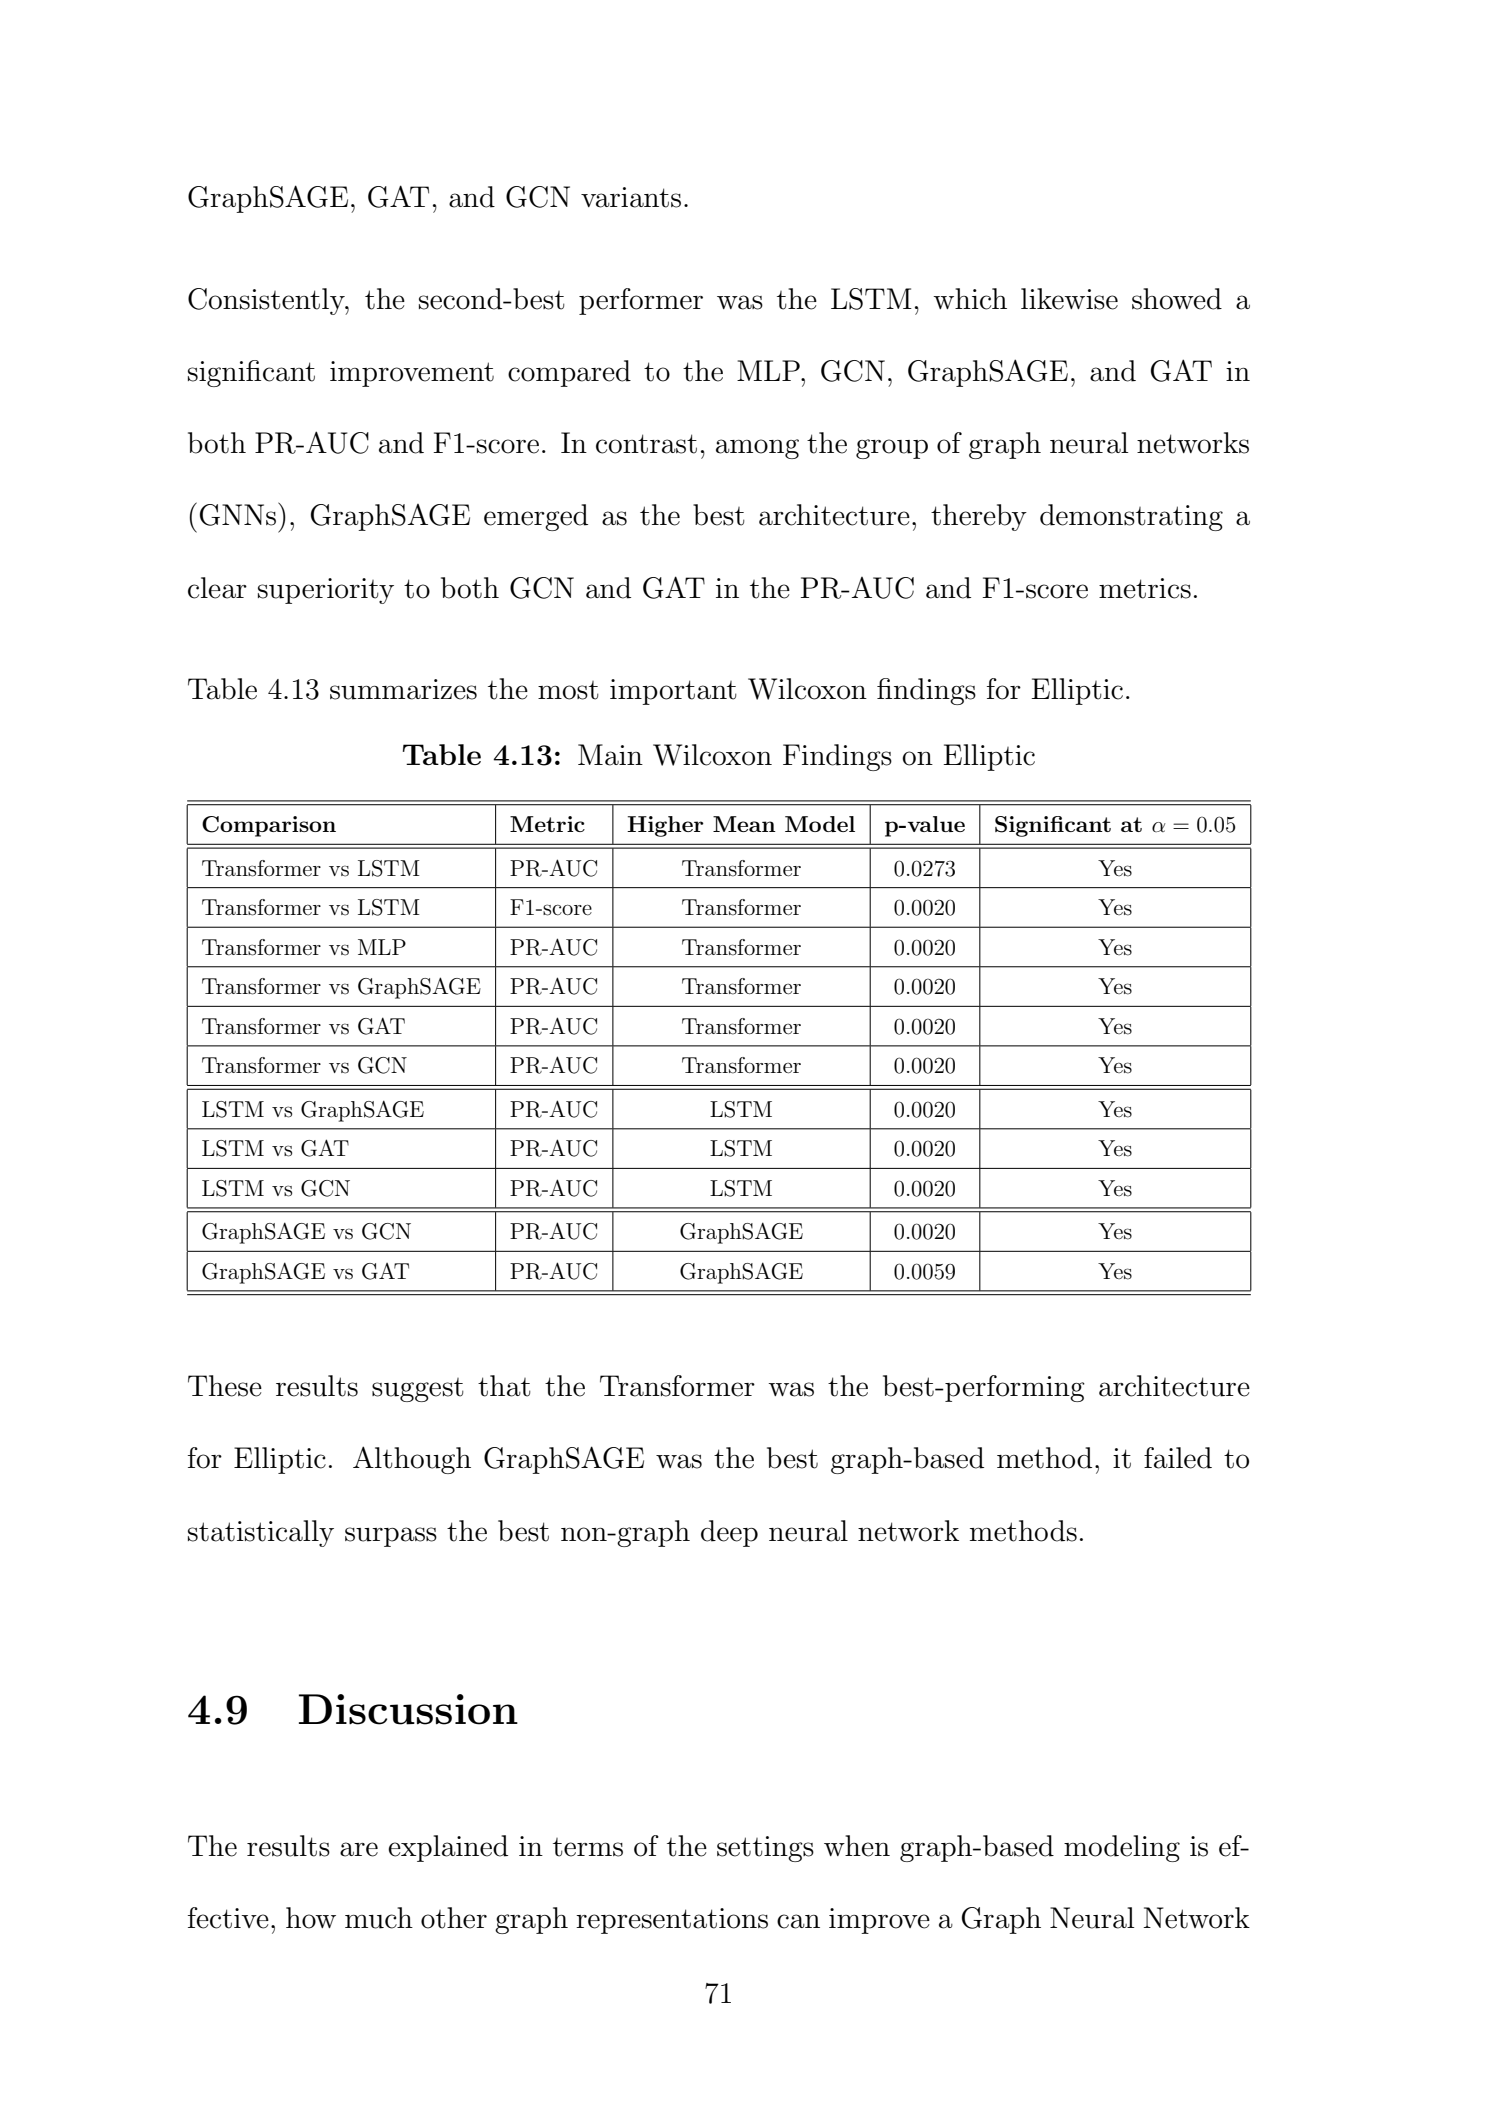 GraphSAGE, GAT, and GCN variants.
Consistently, the second-best performer was the LSTM, which likewise showed a
significant improvement compared to the MLP, GCN, GraphSAGE, and GAT in
both PR-AUC and F1-score. In contrast, among the group of graph neural networks
(GNNs), GraphSAGE emerged as the best architecture, thereby demonstrating a
clear superiority to both GCN and GAT in the PR-AUC and F1-score metrics.
Table 4.13 summarizes the most important Wilcoxon findings for Elliptic.
Table 4.13: Main Wilcoxon Findings on Elliptic
Comparison Metric Higher Mean Model p-value Significant at α = 0.05
Transformer vs LSTM PR-AUC Transformer 0.0273 Yes
Transformer vs LSTM F1-score Transformer 0.0020 Yes
Transformer vs MLP PR-AUC Transformer 0.0020 Yes
Transformer vs GraphSAGE PR-AUC Transformer 0.0020 Yes
Transformer vs GAT PR-AUC Transformer 0.0020 Yes
Transformer vs GCN PR-AUC Transformer 0.0020 Yes
LSTM vs GraphSAGE PR-AUC LSTM 0.0020 Yes
LSTM vs GAT PR-AUC LSTM 0.0020 Yes
LSTM vs GCN PR-AUC LSTM 0.0020 Yes
GraphSAGE vs GCN PR-AUC GraphSAGE 0.0020 Yes
GraphSAGE vs GAT PR-AUC GraphSAGE 0.0059 Yes
These results suggest that the Transformer was the best-performing architecture
for Elliptic. Although GraphSAGE was the best graph-based method, it failed to
statistically surpass the best non-graph deep neural network methods.
4.9 Discussion
The results are explained in terms of the settings when graph-based modeling is ef-
fective, how much other graph representations can improve a Graph Neural Network
71